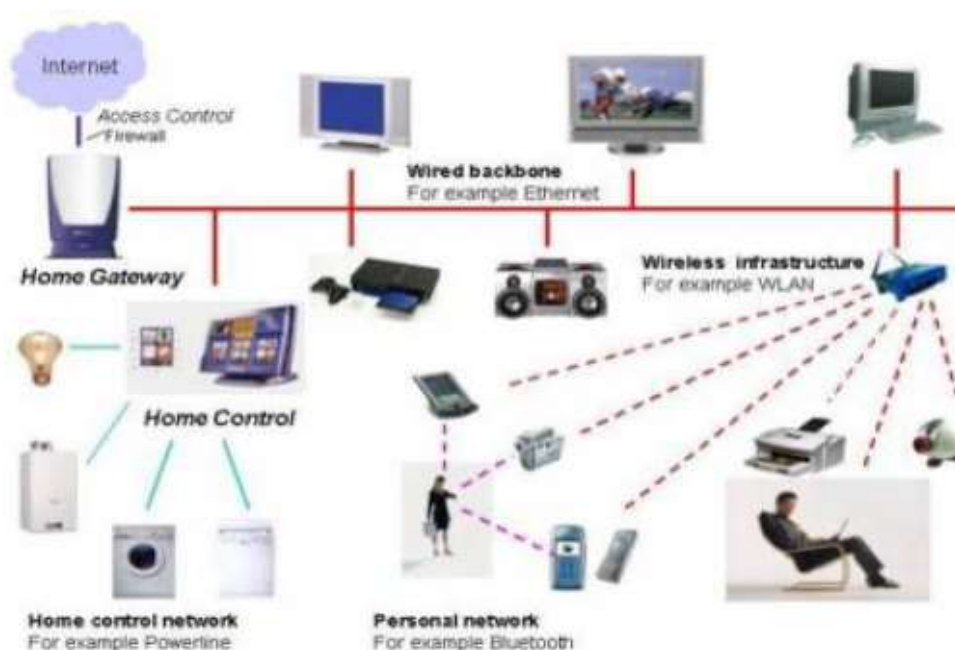 Internet
Access Control
Firewall
Wired backbone
For example Ethernet
Home Gateway
Wireless infrastructure
For example WLAN
Home Control
Home control network
For example Powerline
Personal network
For example Bluetooth